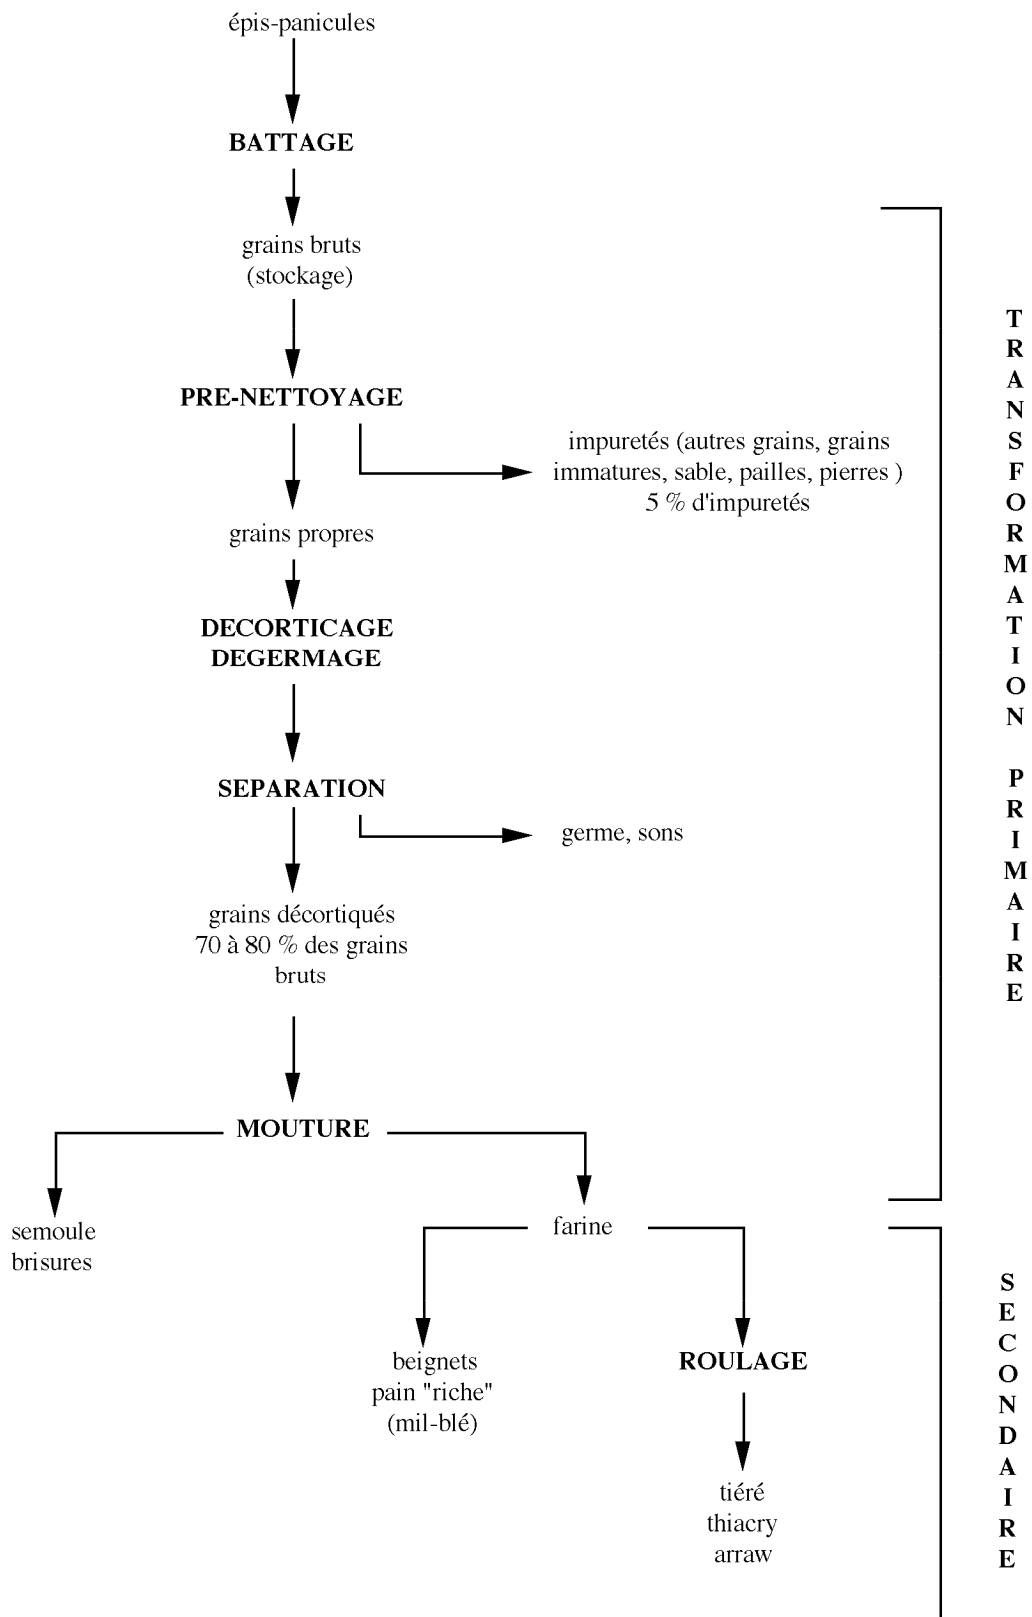 épis-panicules
BATTAGE
grains bruts
(stockage)
PRE-NETTOYAGE
impuretés (autres grains, grains
immatures, sable, pailles, pierres )
5 % d'impuretés
grains propres
DECORTICAGE
DEGERMAGE
SEPARATION
germe, sons
grains décortiqués
70 à 80 % des grains
bruts
MOUTURE
semoule
brisures
farine
beignets
pain "riche"
(mil-blé)
ROULAGE
tiéré
thiacry
arraw
TRANSFORMATION PRIMAIRE
SECONDAIRE